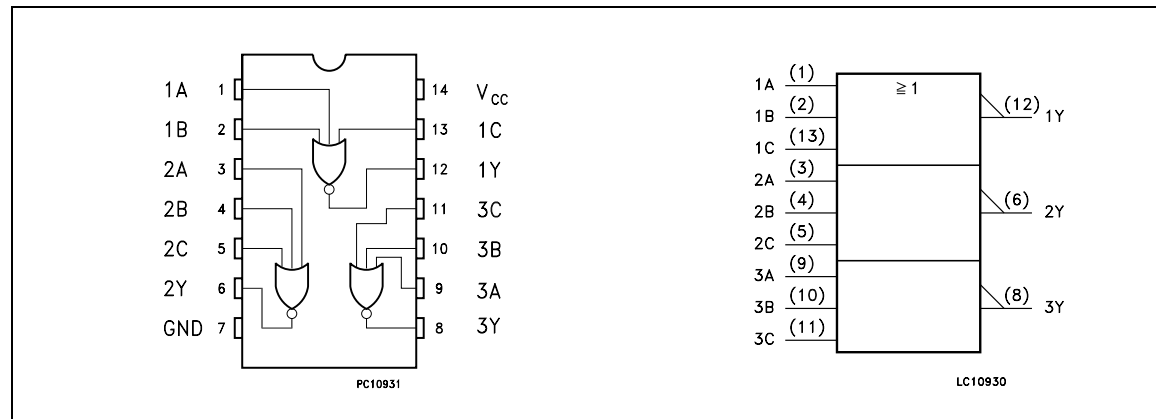 1A 1 14 VCC
1B 2 13 1C
2A 3 12 1Y
2B 4 11 3C
2C 5 10 3B
2Y 6 9 3A
GND 7 8 3Y
PC10931
≧1
1A (1)
1B (2)
1C (13)
2A (3)
2B (4)
2C (5)
3A (9)
3B (10)
3C (11)
(12) 1Y
(6) 2Y
(8) 3Y
LC10930